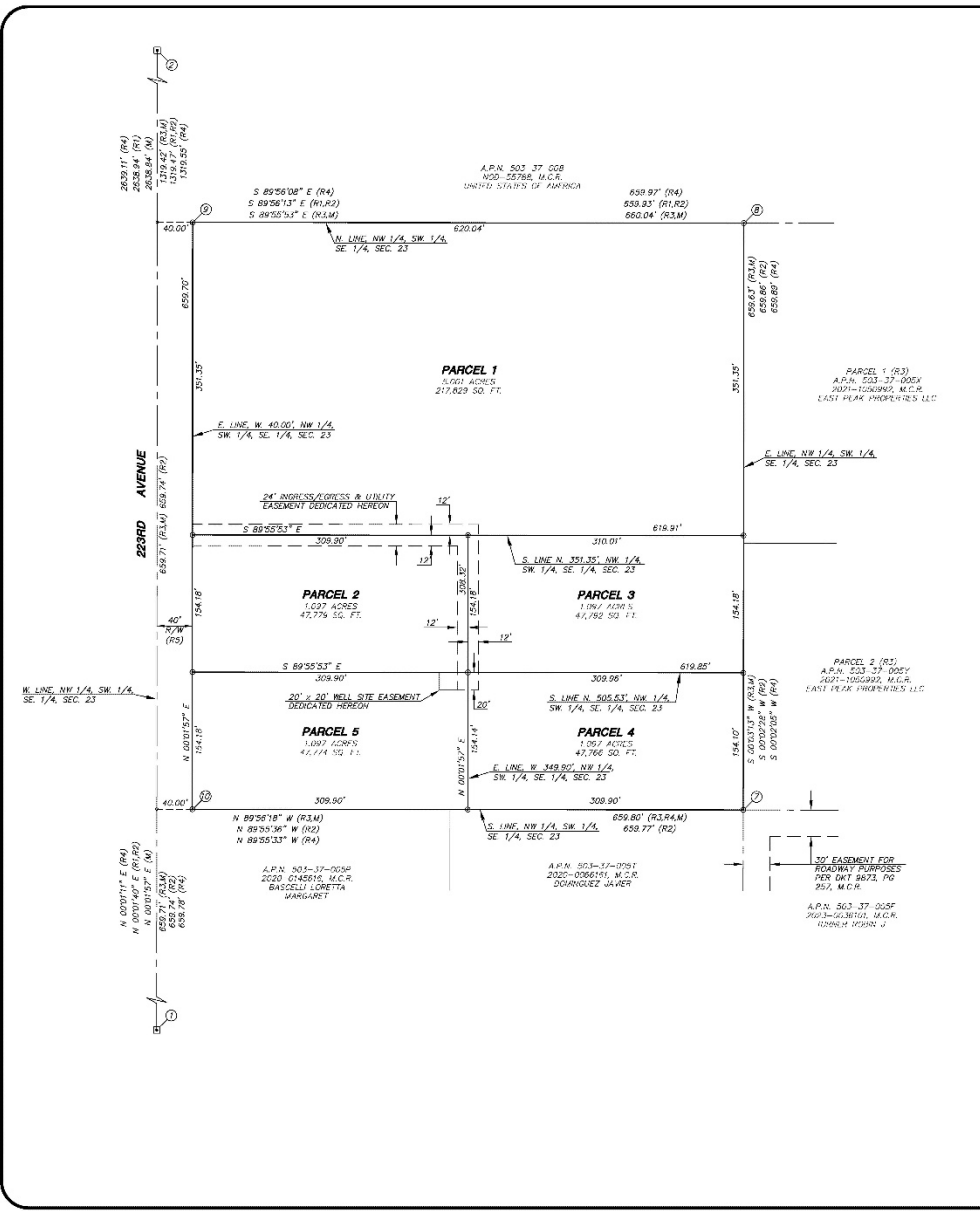 2
2639.11' (R4)
2638.94' (R1)
2638.84' (M)
1319.42' (R3,M)
1319.47' (R1,R2)
1319.55' (R4)
A.P.N. 503-37-008
NOD-55788, M.C.R.
UNITED STATES OF AMERICA
S 89°56'08" E (R4)
S 89°56'13" E (R1,R2)
S 89°55'53" E (R3,M)
659.97' (R4)
659.93' (R1,R2)
660.04' (R3,M)
9
8
40.00'
620.04'
N. LINE, NW 1/4, SW. 1/4,
SE. 1/4, SEC. 23
659.70'
659.63' (R3,M)
659.86' (R2)
659.89' (R4)
351.35'
PARCEL 1
5.001 ACRES
217,829 SQ. FT.
351.35'
PARCEL 1 (R3)
A.P.N. 503-37-005X
2021-1050992, M.C.R.
EAST PEAK PROPERTIES LLC
E. LINE, W. 40.00', NW 1/4,
SW. 1/4, SE. 1/4, SEC. 23
E. LINE, NW 1/4, SW. 1/4,
SE. 1/4, SEC. 23
223RD AVENUE
659.71' (R3,M) 659.74' (R2)
24' INGRESS/EGRESS & UTILITY
EASEMENT DEDICATED HEREON
12'
S 89°55'53" E
309.90'
619.91'
310.01'
12'
S. LINE N. 351.35', NW. 1/4,
SW. 1/4, SE. 1/4, SEC. 23
308.32'
154.18'
PARCEL 2
1.097 ACRES
47,779 SQ. FT.
154.18'
PARCEL 3
1.097 ACRES
47,792 SQ. FT.
154.18'
40'
R/W
(R5)
12'
12'
S 89°55'53" E
309.90'
619.85'
309.96'
W. LINE, NW 1/4, SW. 1/4,
SE. 1/4, SEC. 23
PARCEL 2 (R3)
A.P.N. 503-37-005Y
2021-1050992, M.C.R.
EAST PEAK PROPERTIES LLC
20' x 20' WELL SITE EASEMENT
DEDICATED HEREON
20'
S. LINE N. 505.53', NW. 1/4,
SW. 1/4, SE. 1/4, SEC. 23
S 00°03'13" W (R3,M)
S 00°02'28" W (R2)
S 00°02'05" W (R4)
N 00°01'57" E
154.18'
PARCEL 5
1.097 ACRES
47,774 SQ. FT.
N 00°01'57" E
154.14'
PARCEL 4
1.097 ACRES
47,766 SQ. FT.
154.10'
E. LINE, W 349.90', NW 1/4,
SW. 1/4, SE. 1/4, SEC. 23
40.00'
10
309.90'
309.90'
7
N 89°56'18" W (R3,M)
N 89°55'36" W (R2)
N 89°55'33" W (R4)
S. LINE, NW 1/4, SW. 1/4,
SE. 1/4, SEC. 23
659.80' (R3,R4,M)
659.77' (R2)
N 00°01'11" E (R4)
N 00°01'40" E (R1,R2)
N 00°01'57" E (M)
659.71' (R3,M)
659.74' (R2)
659.78' (R4)
A.P.N. 503-37-005P
2020-0145616, M.C.R.
BASCELLI LORETTA
MARGARET
A.P.N. 503-37-005T
2020-0066161, M.C.R.
DOMINGUEZ JAVIER
30' EASEMENT FOR
ROADWAY PURPOSES
PER DKT 9873, PG
257, M.C.R.
A.P.N. 503-37-005F
2023-0036101, M.C.R.
TURNER ROBIN J
1